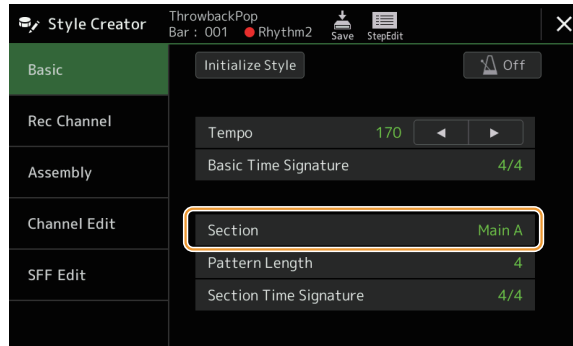 Style Creator
ThrowbackPop
Bar : 001 Rhythm2
Save
StepEdit
Basic
Initialize Style
Off
Rec Channel
Tempo 170
Assembly
Basic Time Signature 4/4
Channel Edit
Section Main A
Pattern Length 4
SFF Edit
Section Time Signature 4/4